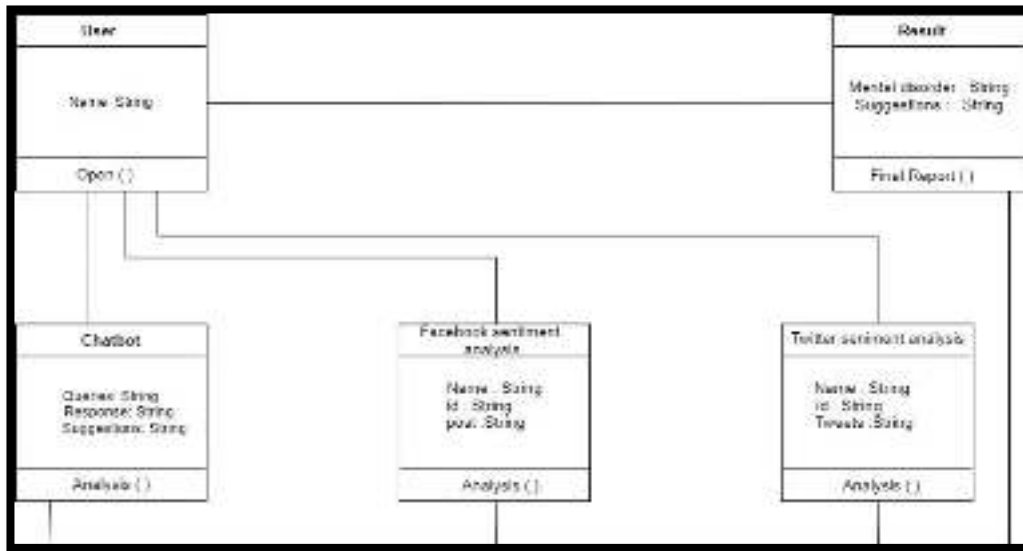 User
Name String
Open ( )
Result
Mental disorder : String
Suggestions : String
Final Report ( )
Chatbot
Queries: String
Response: String
Suggestions: String
Analysis ( )
Facebook sentiment
analysis
Name : String
id : String
post :String
Analysis ( )
Twitter seniment analysis
Name : String
id : String
Tweets :String
Analysis ( )